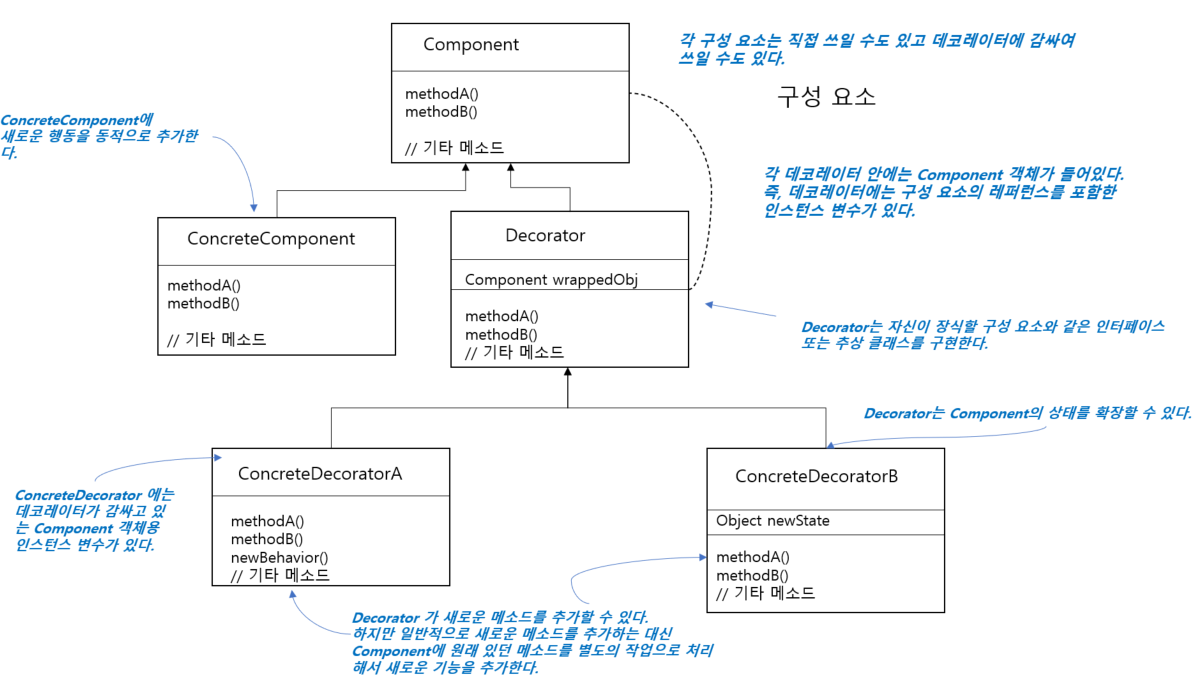 Component
methodA()
methodB()
// 기타 메소드
각 구성 요소는 직접 쓰일 수도 있고 데코레이터에 감싸여
쓰일 수도 있다.
구성 요소
ConcreteComponent에
새로운 행동을 동적으로 추가한
다.
각 데코레이터 안에는 Component 객체가 들어있다.
즉, 데코레이터에는 구성 요소의 레퍼런스를 포함한
인스턴스 변수가 있다.
ConcreteComponent
methodA()
methodB()
// 기타 메소드
Decorator
Component wrappedObj
methodA()
methodB()
// 기타 메소드
Decorator는 자신이 장식할 구성 요소와 같은 인터페이스
또는 추상 클래스를 구현한다.
Decorator는 Component의 상태를 확장할 수 있다.
ConcreteDecorator 에는
데코레이터가 감싸고 있
는 Component 객체용
인스턴스 변수가 있다.
ConcreteDecoratorA
methodA()
methodB()
newBehavior()
// 기타 메소드
ConcreteDecoratorB
Object newState
methodA()
methodB()
// 기타 메소드
Decorator 가 새로운 메소드를 추가할 수 있다.
하지만 일반적으로 새로운 메소드를 추가하는 대신
Component에 원래 있던 메소드를 별도의 작업으로 처리
해서 새로운 기능을 추가한다.